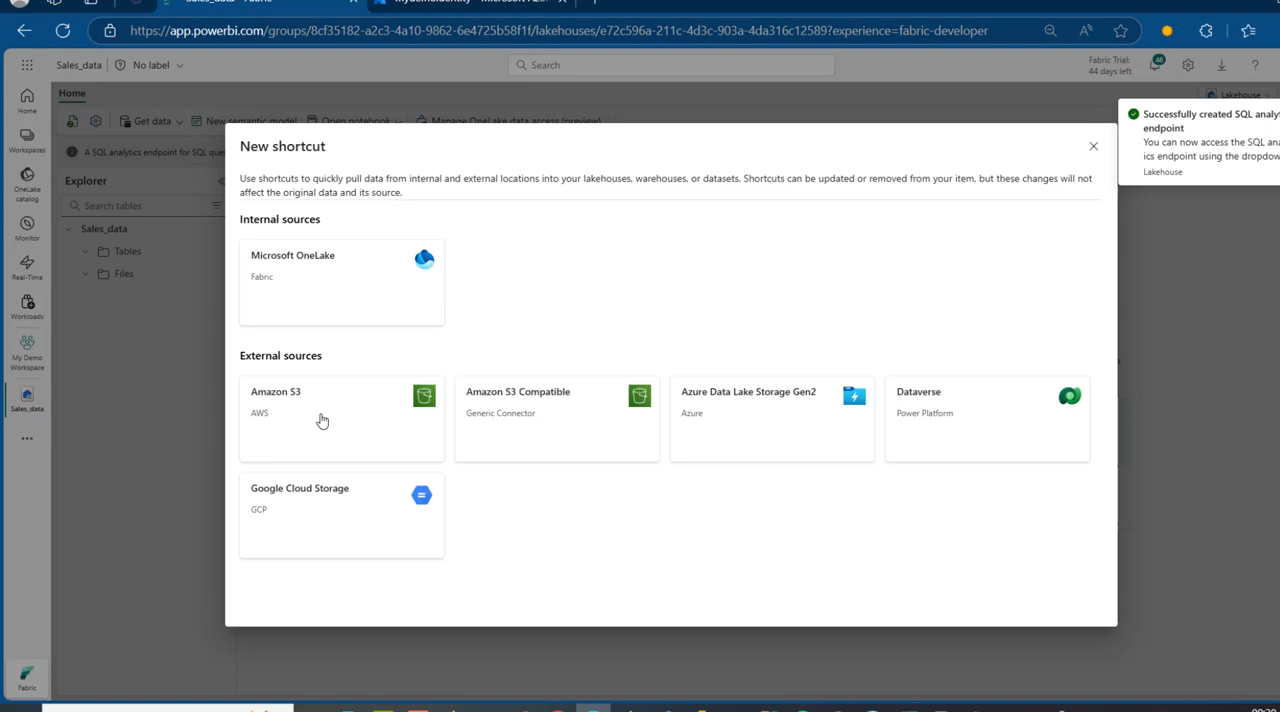 Sales_data - Fabric
https://app.powerbi.com/groups/8cf35182-a2c3-4a10-9862-6e4725b58f1f/lakehouses/e72c596a-211c-4d3c-903a-4da316c12589?experience=fabric-developer
Sales_data
No label
Search
Fabric Trial:
44 days left
46
Home
Home
Lakehouse
Get data
New semantic model
Open notebook
Manage OneLake data access (preview)
Successfully created SQL analyt
endpoint
You can now access the SQL ana
ics endpoint using the dropdow
Lakehouse
A SQL analytics endpoint for SQL que
Workspaces
OneLake
catalog
Monitor
Real-Time
Workloads
My Demo
Workspace
Sales_data
Fabric
Explorer
Search tables
Sales_data
Tables
Files
New shortcut
Use shortcuts to quickly pull data from internal and external locations into your lakehouses, warehouses, or datasets. Shortcuts can be updated or removed from your item, but these changes will not
affect the original data and its source.
Internal sources
Microsoft OneLake
Fabric
External sources
Amazon S3
AWS
Amazon S3 Compatible
Generic Connector
Azure Data Lake Storage Gen2
Azure
Dataverse
Power Platform
Google Cloud Storage
GCP